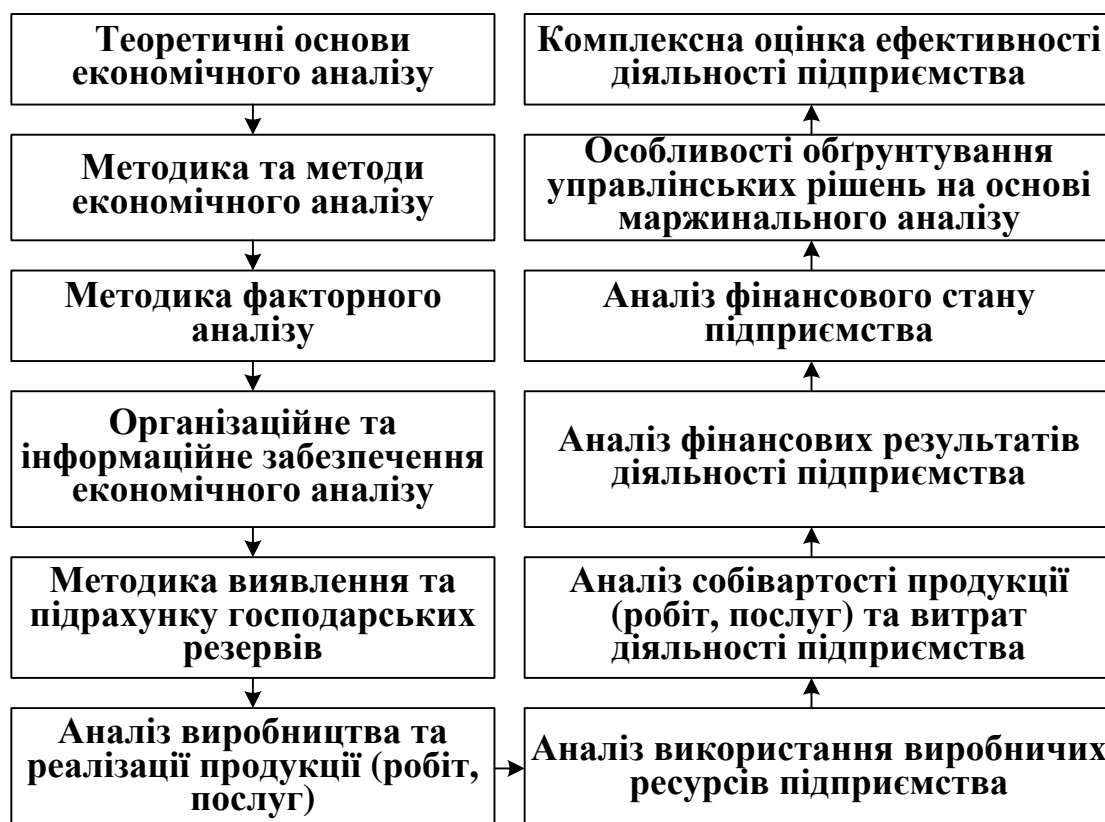 Теоретичні основи
економічного аналізу
Методика та методи
економічного аналізу
Методика факторного
аналізу
Організаційне та
інформаційне забезпечення
економічного аналізу
Методика виявлення та
підрахунку господарських
резервів
Аналіз виробництва та
реалізації продукції (робіт,
послуг)
Аналіз використання виробничих
ресурсів підприємства
Аналіз собівартості продукції
(робіт, послуг) та витрат
діяльності підприємства
Аналіз фінансових результатів
діяльності підприємства
Аналіз фінансового стану
підприємства
Особливості обґрунтування
управлінських рішень на основі
маржинального аналізу
Комплексна оцінка ефективності
діяльності підприємства